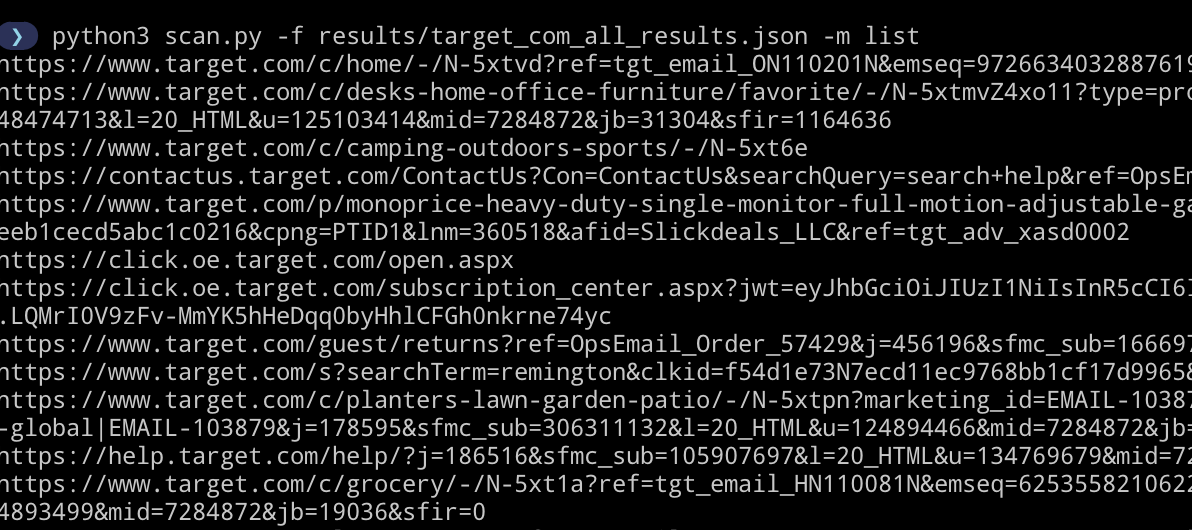 ❯ python3 scan.py -f results/target_com_all_results.json -m list
https://www.target.com/c/home/-/N-5xtvd?ref=tgt_email_ON110201N&emseq=9726634032887619
https://www.target.com/c/desks-home-office-furniture/favorite/-/N-5xtmvZ4xo11?type=pro
48474713&l=20_HTML&u=125103414&mid=7284872&jb=31304&sfir=1164636
https://www.target.com/c/camping-outdoors-sports/-/N-5xt6e
https://contactus.target.com/ContactUs?Con=ContactUs&searchQuery=search+help&ref=OpsEm
https://www.target.com/p/monoprice-heavy-duty-single-monitor-full-motion-adjustable-ga
eeb1cecd5abc1c0216&cpng=PTID1&lnm=360518&afid=Slickdeals_LLC&ref=tgt_adv_xasd0002
https://click.oe.target.com/open.aspx
https://click.oe.target.com/subscription_center.aspx?jwt=eyJhbGciOiJIUzI1NiIsInR5cCI6I
.LQMrI0V9zFv-MmYK5hHeDqq0byHhlCFGh0nkrne74yc
https://www.target.com/guest/returns?ref=OpsEmail_Order_57429&j=456196&sfmc_sub=166697
https://www.target.com/s?searchTerm=remington&clkid=f54d1e73N7ecd11ec9768bb1cf17d9965&
https://www.target.com/c/planters-lawn-garden-patio/-/N-5xtpn?marketing_id=EMAIL-10387
-global|EMAIL-103879&j=178595&sfmc_sub=306311132&l=20_HTML&u=124894466&mid=7284872&jb=
https://help.target.com/help/?j=186516&sfmc_sub=105907697&l=20_HTML&u=134769679&mid=72
https://www.target.com/c/grocery/-/N-5xt1a?ref=tgt_email_HN110081N&emseq=6253558210622
4893499&mid=7284872&jb=19036&sfir=0